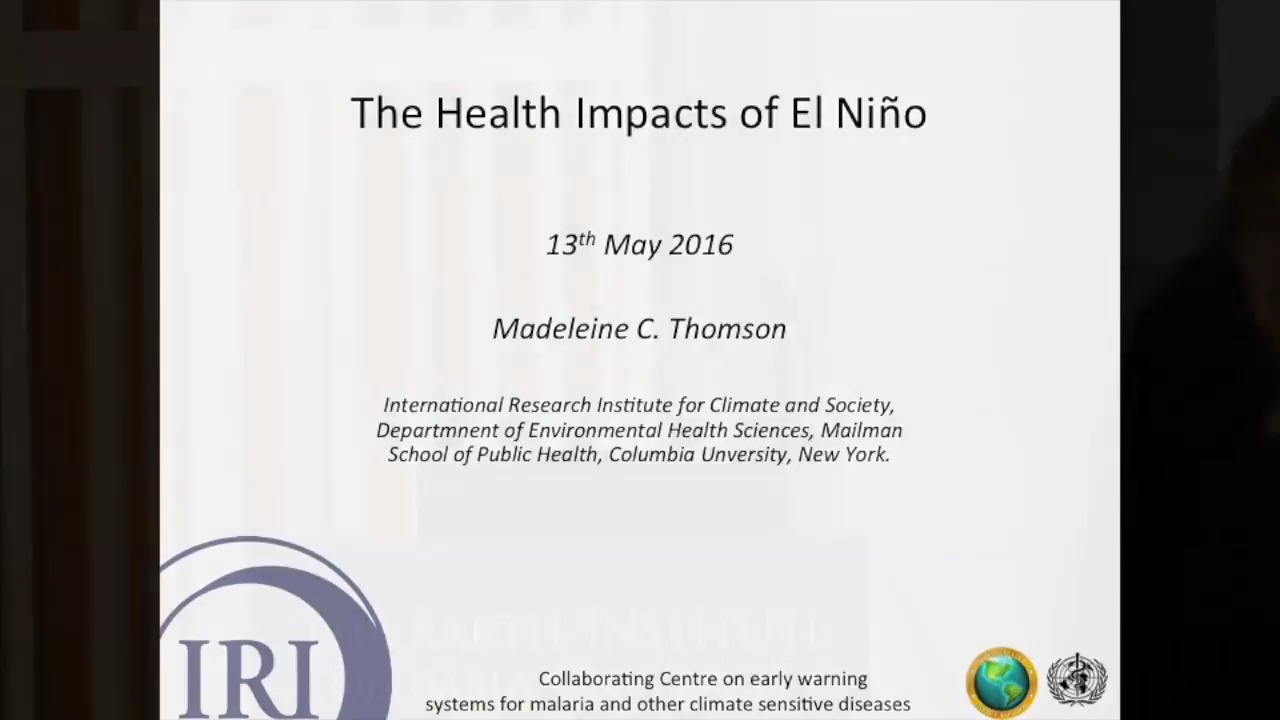 The Health Impacts of El Niño
13th May 2016
Madeleine C. Thomson
International Research Institute for Climate and Society,
Departmnent of Environmental Health Sciences, Mailman
School of Public Health, Columbia Unversity, New York.
IRI
Collaborating Centre on early warning
systems for malaria and other climate sensitive diseases